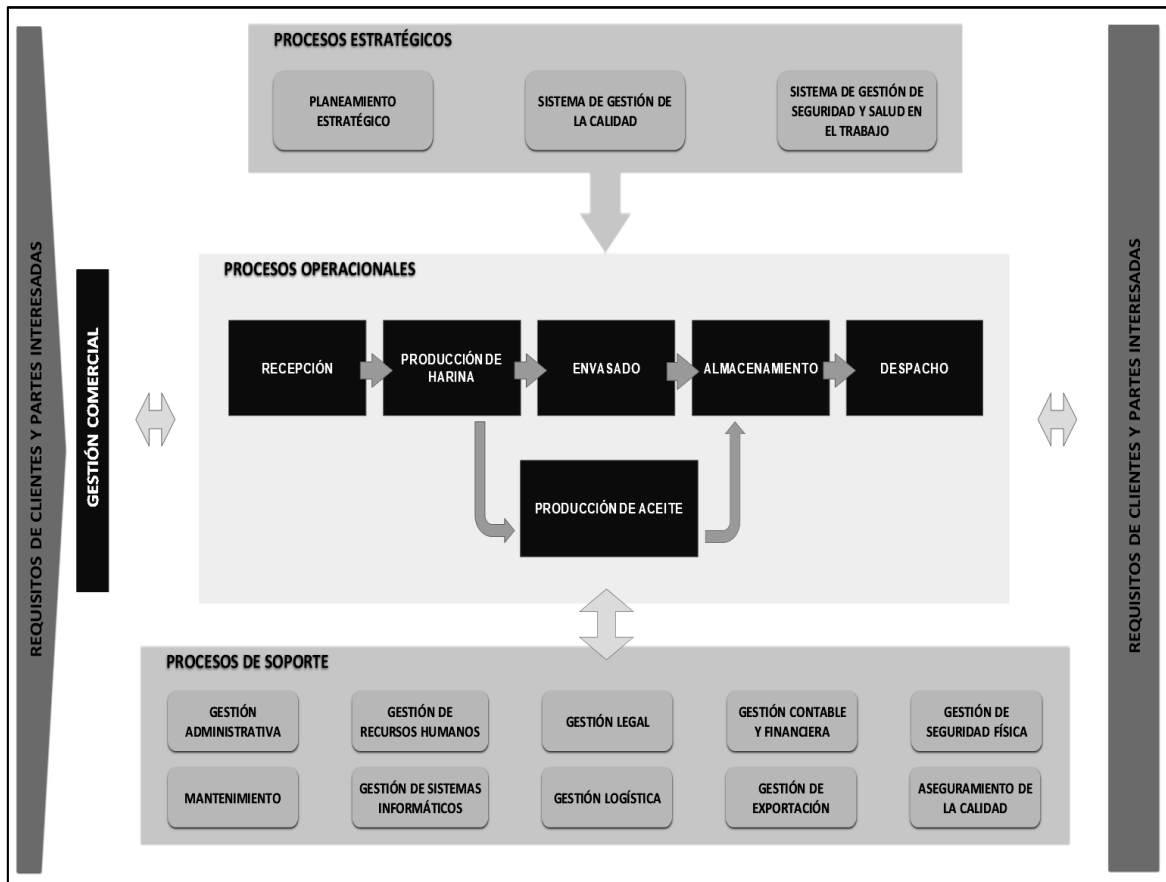 PROCESOS ESTRATÉGICOS
PLANEAMIENTO
ESTRATÉGICO
SISTEMA DE GESTIÓN DE
LA CALIDAD
SISTEMA DE GESTIÓN DE
SEGURIDAD Y SALUD EN
EL TRABAJO
REQUISITOS DE CLIENTES Y PARTES INTERESADAS
GESTIÓN COMERCIAL
PROCESOS OPERACIONALES
RECEPCIÓN
PRODUCCIÓN DE
HARINA
ENVASADO
ALMACENAMIENTO
DESPACHO
PRODUCCIÓN DE ACEITE
REQUISITOS DE CLIENTES Y PARTES INTERESADAS
PROCESOS DE SOPORTE
GESTIÓN
ADMINISTRATIVA
GESTIÓN DE
RECURSOS HUMANOS
GESTIÓN LEGAL
GESTIÓN CONTABLE
Y FINANCIERA
GESTIÓN DE
SEGURIDAD FÍSICA
MANTENIMIENTO
GESTIÓN DE SISTEMAS
INFORMÁTICOS
GESTIÓN LOGÍSTICA
GESTIÓN DE
EXPORTACIÓN
ASEGURAMIENTO DE
LA CALIDAD